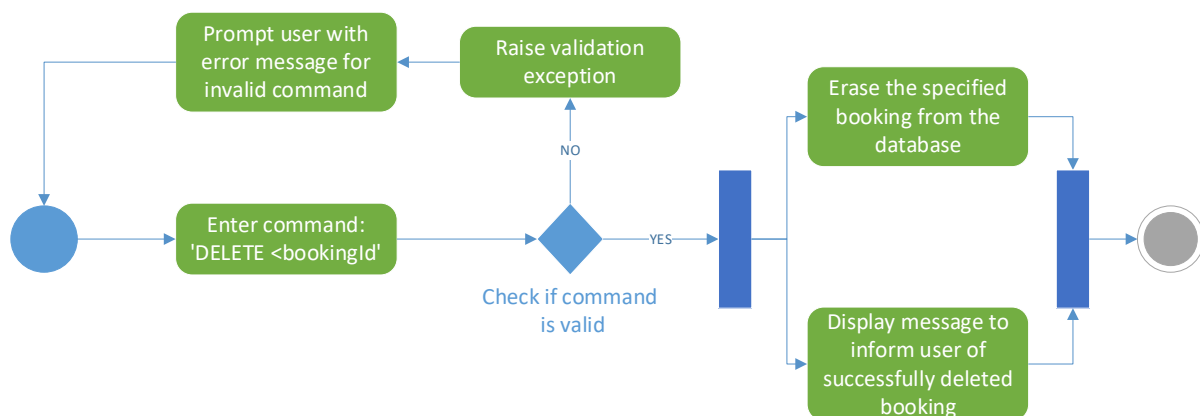 Prompt user with
error message for
invalid command
Raise validation
exception
Erase the specified
booking from the
database
NO
Enter command:
'DELETE <bookingId'
YES
Check if command
is valid
Display message to
inform user of
successfully deleted
booking